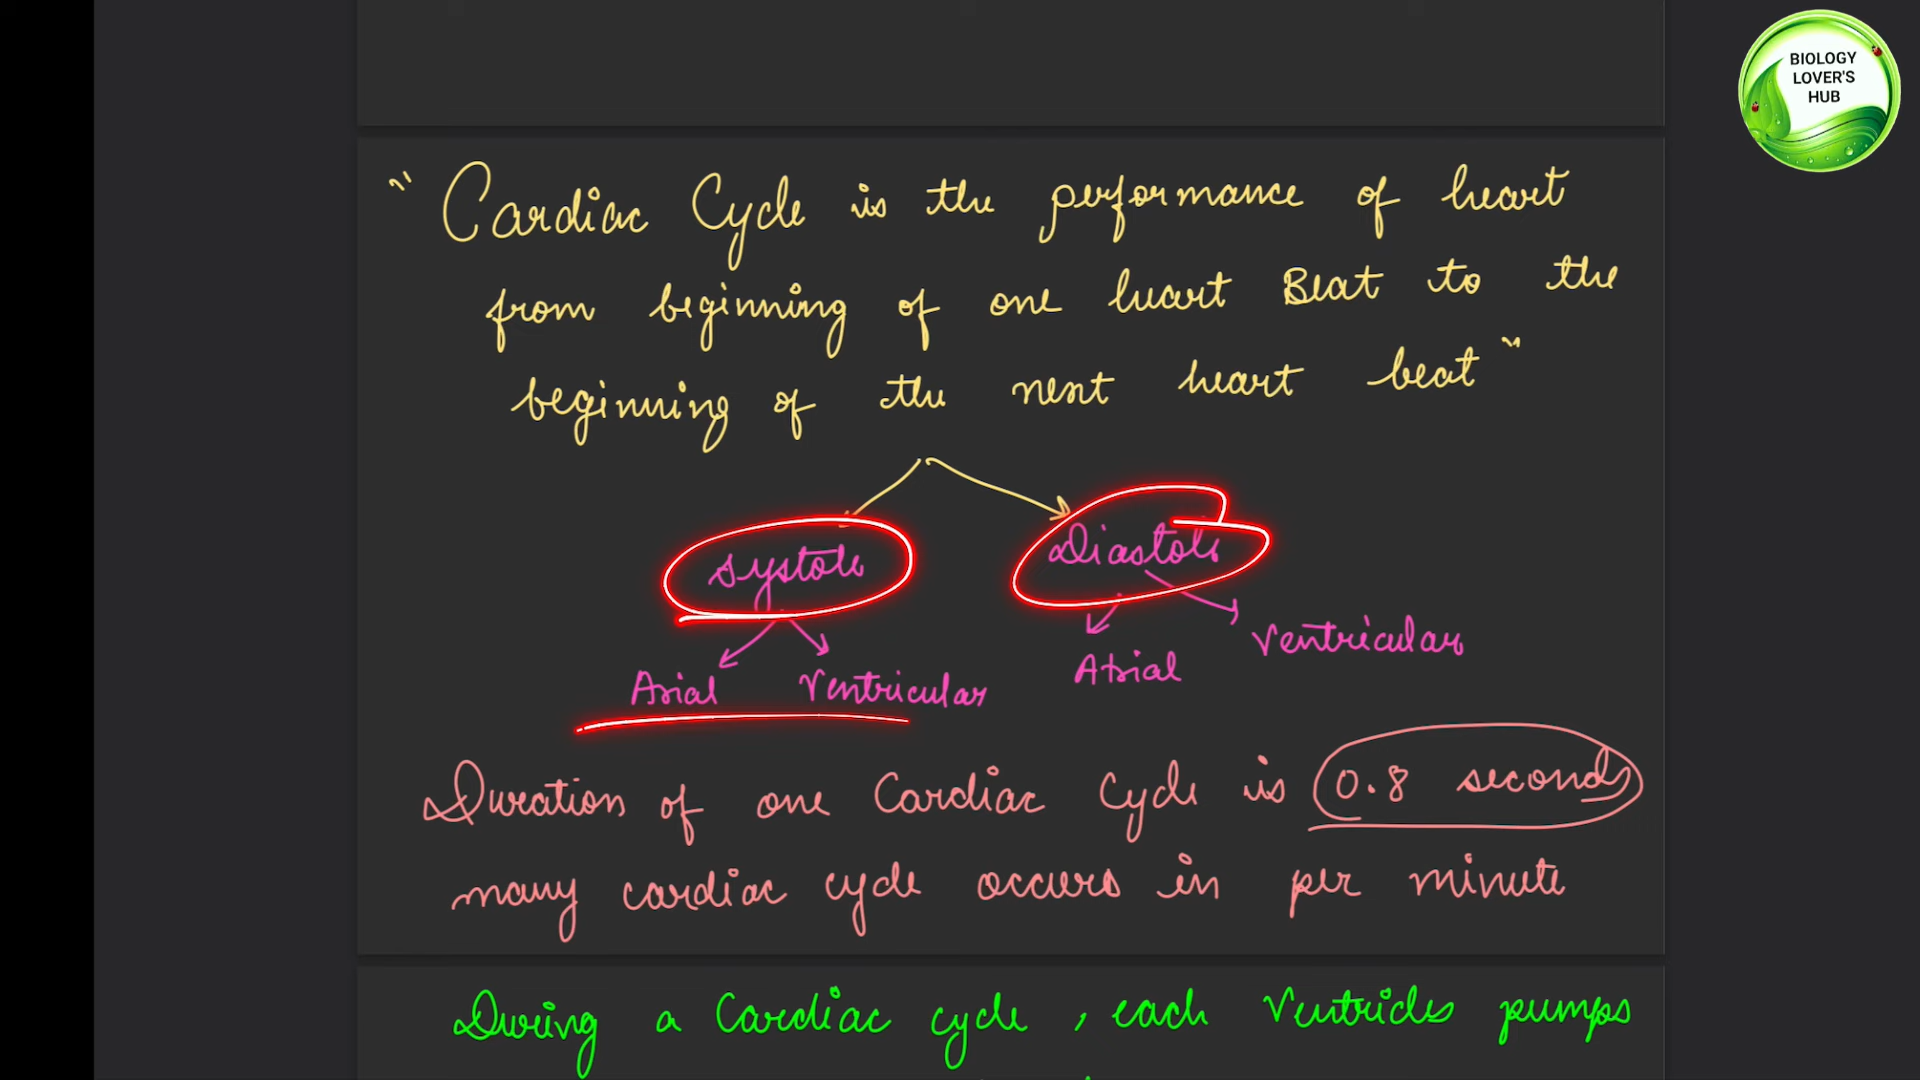 BIOLOGY
LOVER'S
HUB
"Cardiac Cycle is the performance of heart
from beginning of one heart Beat to the
beginning of the next heart beat"
Systole Diastole
Arial Ventricular Atrial Ventricular
Duration of one Cardiac Cycle is 0.8 seconds
many cardiac cycle occurs in per minute
During a Cardiac cycle, each Ventricles pumps